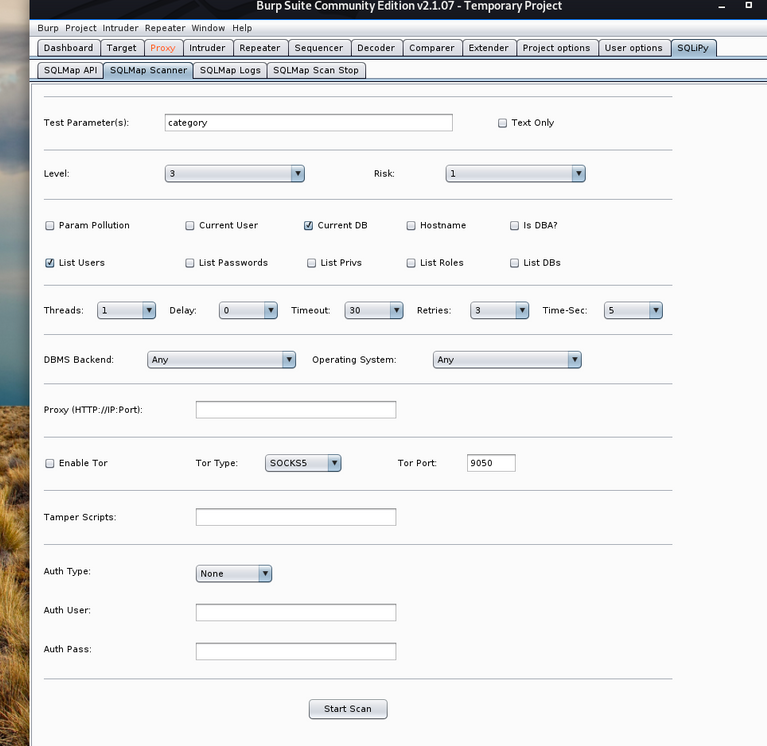 Burp Suite Community Edition v2.1.07 - Temporary Project
Burp Project Intruder Repeater Window Help
Dashboard Target Proxy Intruder Repeater Sequencer Decoder Comparer Extender Project options User options SQLiPy
SQLMap API SQLMap Scanner SQLMap Logs SQLMap Scan Stop
Test Parameter(s): category Text Only
Level: 3 Risk: 1
Param Pollution Current User Current DB Hostname Is DBA?
List Users List Passwords List Privs List Roles List DBs
Threads: 1 Delay: 0 Timeout: 30 Retries: 3 Time-Sec: 5
DBMS Backend: Any Operating System: Any
Proxy (HTTP://IP:Port):
Enable Tor Tor Type: SOCKS5 Tor Port: 9050
Tamper Scripts:
Auth Type: None
Auth User:
Auth Pass:
Start Scan